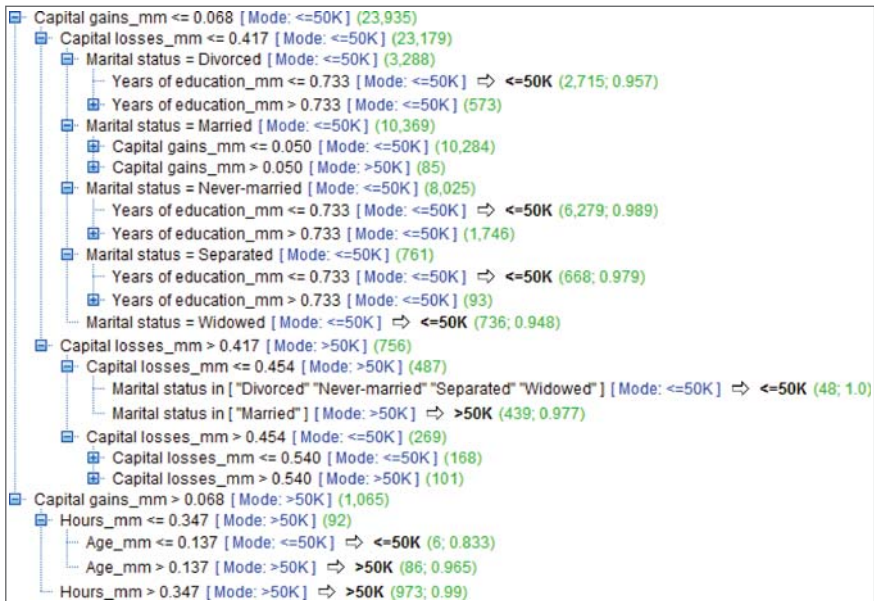 Capital gains_mm <= 0.068 [Mode: <=50K] (23,935)
Capital losses_mm <= 0.417 [Mode: <=50K] (23,179)
Marital status = Divorced [Mode: <=50K] (3,288)
Years of education_mm <= 0.733 [Mode: <=50K] ⇨ <=50K (2,715; 0.957)
Years of education_mm > 0.733 [Mode: <=50K] (573)
Marital status = Married [Mode: <=50K] (10,369)
Capital gains_mm <= 0.050 [Mode: <=50K] (10,284)
Capital gains_mm > 0.050 [Mode: >50K] (85)
Marital status = Never-married [Mode: <=50K] (8,025)
Years of education_mm <= 0.733 [Mode: <=50K] ⇨ <=50K (6,279; 0.989)
Years of education_mm > 0.733 [Mode: <=50K] (1,746)
Marital status = Separated [Mode: <=50K] (761)
Years of education_mm <= 0.733 [Mode: <=50K] ⇨ <=50K (668; 0.979)
Years of education_mm > 0.733 [Mode: <=50K] (93)
Marital status = Widowed [Mode: <=50K] ⇨ <=50K (736; 0.948)
Capital losses_mm > 0.417 [Mode: >50K] (756)
Capital losses_mm <= 0.454 [Mode: >50K] (487)
Marital status in [ "Divorced" "Never-married" "Separated" "Widowed" ] [Mode: <=50K] ⇨ <=50K (48; 1.0)
Marital status in [ "Married" ] [Mode: >50K] ⇨ >50K (439; 0.977)
Capital losses_mm > 0.454 [Mode: <=50K] (269)
Capital losses_mm <= 0.540 [Mode: <=50K] (168)
Capital losses_mm > 0.540 [Mode: >50K] (101)
Capital gains_mm > 0.068 [Mode: >50K] (1,065)
Hours_mm <= 0.347 [Mode: >50K] (92)
Age_mm <= 0.137 [Mode: <=50K] ⇨ <=50K (6; 0.833)
Age_mm > 0.137 [Mode: >50K] ⇨ >50K (86; 0.965)
Hours_mm > 0.347 [Mode: >50K] ⇨ >50K (973; 0.99)